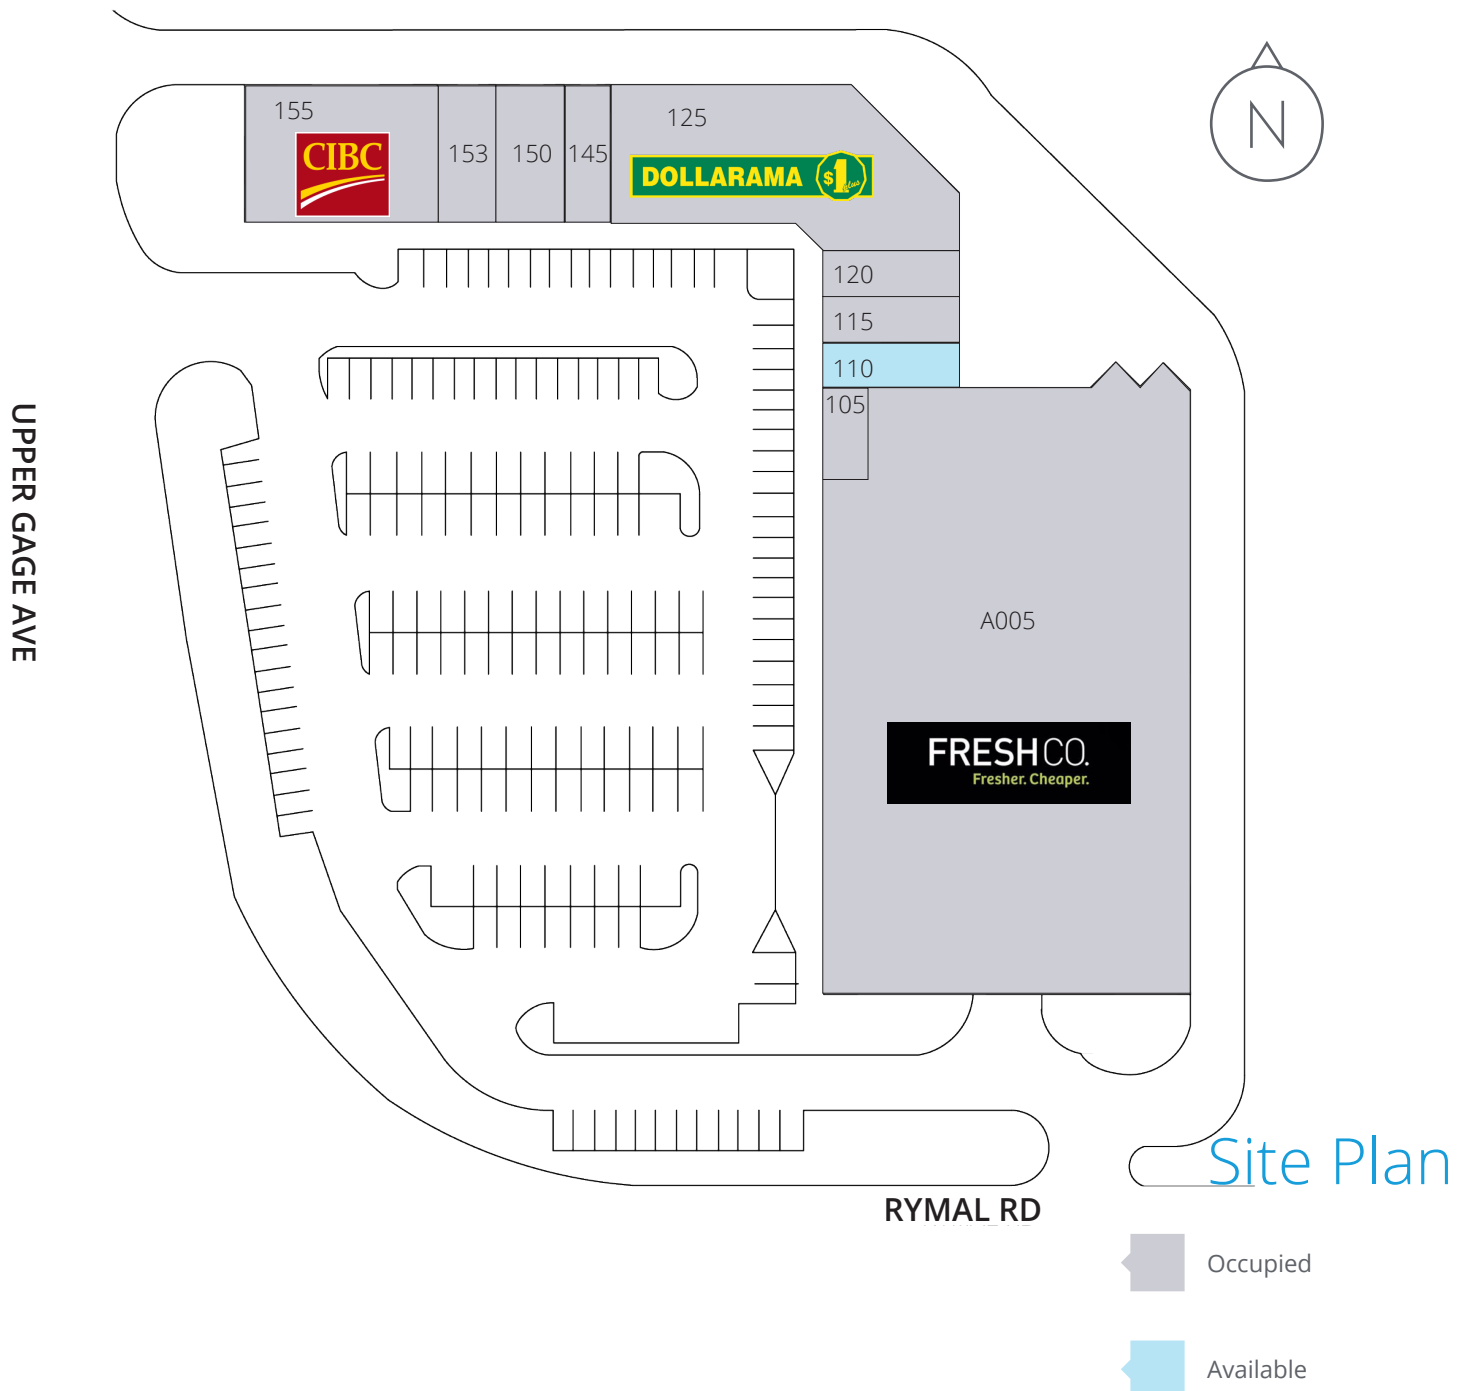 155
CIBC
153
150
145
125
DOLLARAMA $1 plus
N
120
115
110
105
UPPER GAGE AVE
A005
FRESHCO.
Fresher. Cheaper.
Site Plan
RYMAL RD
Occupied
Available